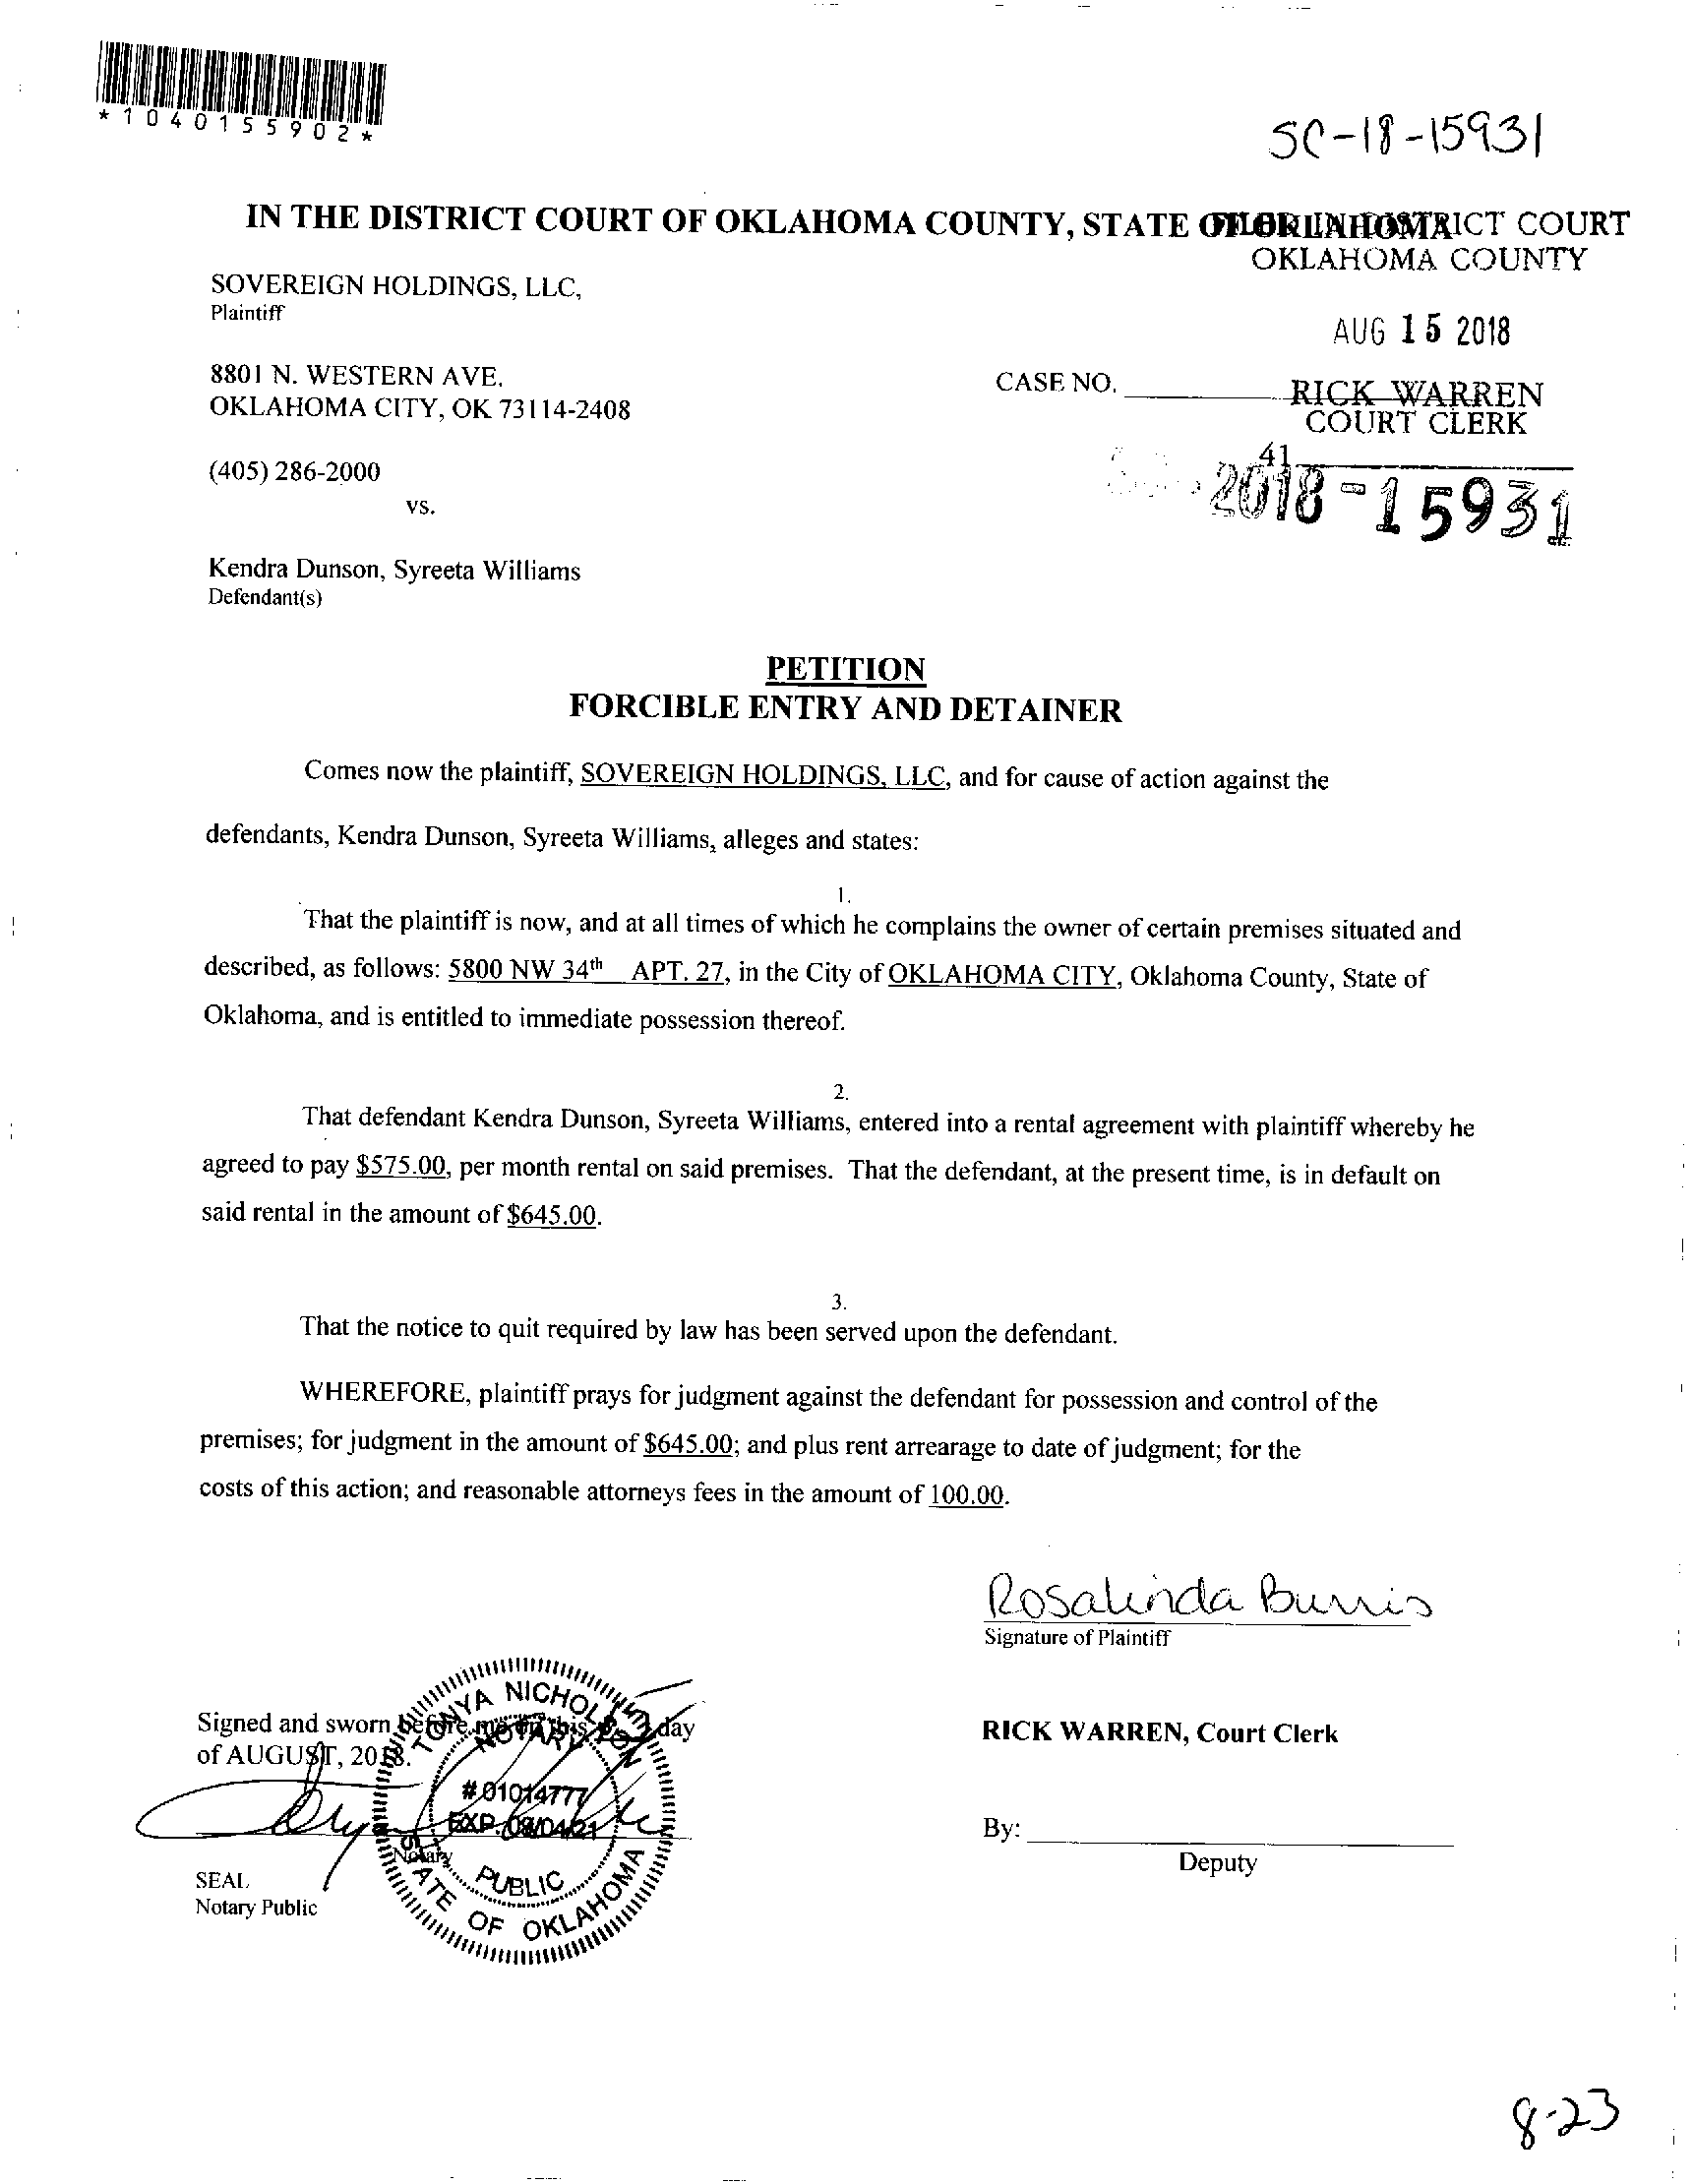 *1040155902*
SC-18-15931
IN THE DISTRICT COURT OF OKLAHOMA COUNTY, STATE OF OKLAHOMA
FILED IN DISTRICT COURT
OKLAHOMA COUNTY
SOVEREIGN HOLDINGS, LLC,
Plaintiff
AUG 15 2018
8801 N. WESTERN AVE.
OKLAHOMA CITY, OK 73114-2408
CASE NO.
RICK WARREN
COURT CLERK
(405) 286-2000
41
2018-15931
vs.
Kendra Dunson, Syreeta Williams
Defendant(s)
PETITION
FORCIBLE ENTRY AND DETAINER
Comes now the plaintiff, SOVEREIGN HOLDINGS, LLC, and for cause of action against the
defendants, Kendra Dunson, Syreeta Williams, alleges and states:
1.
That the plaintiff is now, and at all times of which he complains the owner of certain premises situated and
described, as follows: 5800 NW 34th APT. 27, in the City of OKLAHOMA CITY, Oklahoma County, State of
Oklahoma, and is entitled to immediate possession thereof.
2.
That defendant Kendra Dunson, Syreeta Williams, entered into a rental agreement with plaintiff whereby he
agreed to pay $575.00, per month rental on said premises. That the defendant, at the present time, is in default on
said rental in the amount of $645.00.
3.
That the notice to quit required by law has been served upon the defendant.
WHEREFORE, plaintiff prays for judgment against the defendant for possession and control of the
premises; for judgment in the amount of $645.00; and plus rent arrearage to date of judgment; for the
costs of this action; and reasonable attorneys fees in the amount of 100.00.
Rosalinda Burris
Signature of Plaintiff
Signed and sworn before me on this day
of AUGUST, 2018.
TONYA NICHOLSON
NOTARY
#01014777
EXP. 08/04/21
PUBLIC
STATE OF OKLAHOMA
RICK WARREN, Court Clerk
By:
Deputy
Notary
SEAL
Notary Public
8-23